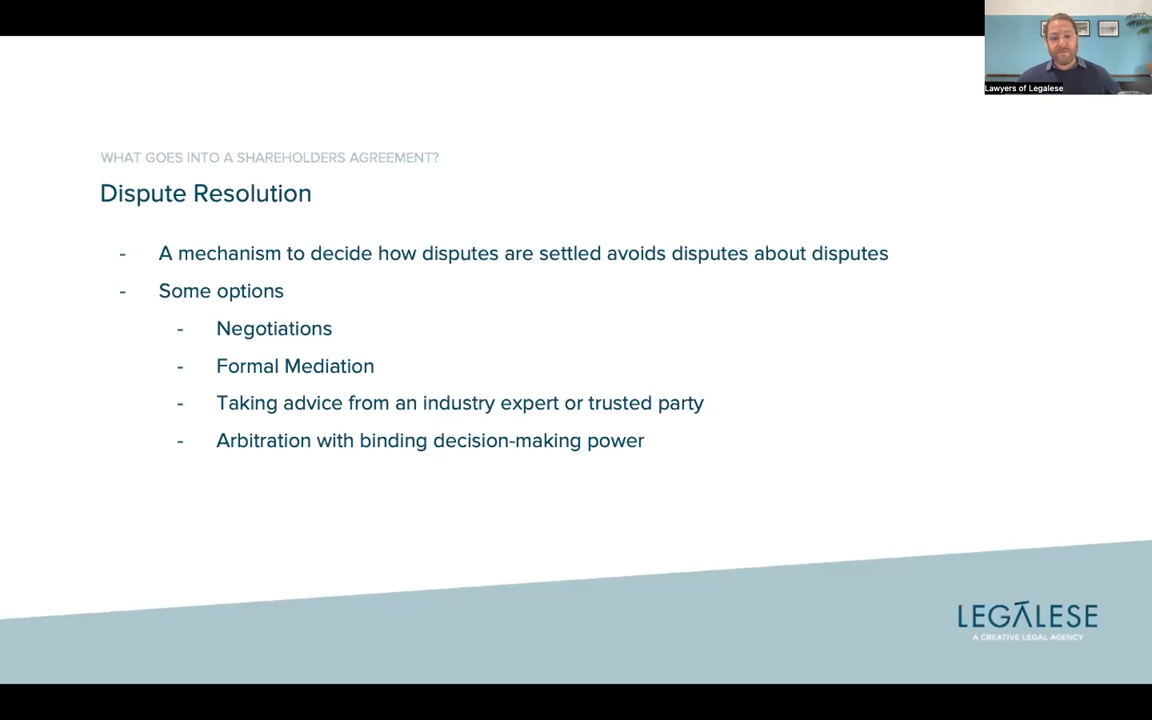 Lawyers of Legalese
WHAT GOES INTO A SHAREHOLDERS AGREEMENT?
Dispute Resolution
- A mechanism to decide how disputes are settled avoids disputes about disputes
- Some options
- Negotiations
- Formal Mediation
- Taking advice from an industry expert or trusted party
- Arbitration with binding decision-making power
LEGALESE
A CREATIVE LEGAL AGENCY